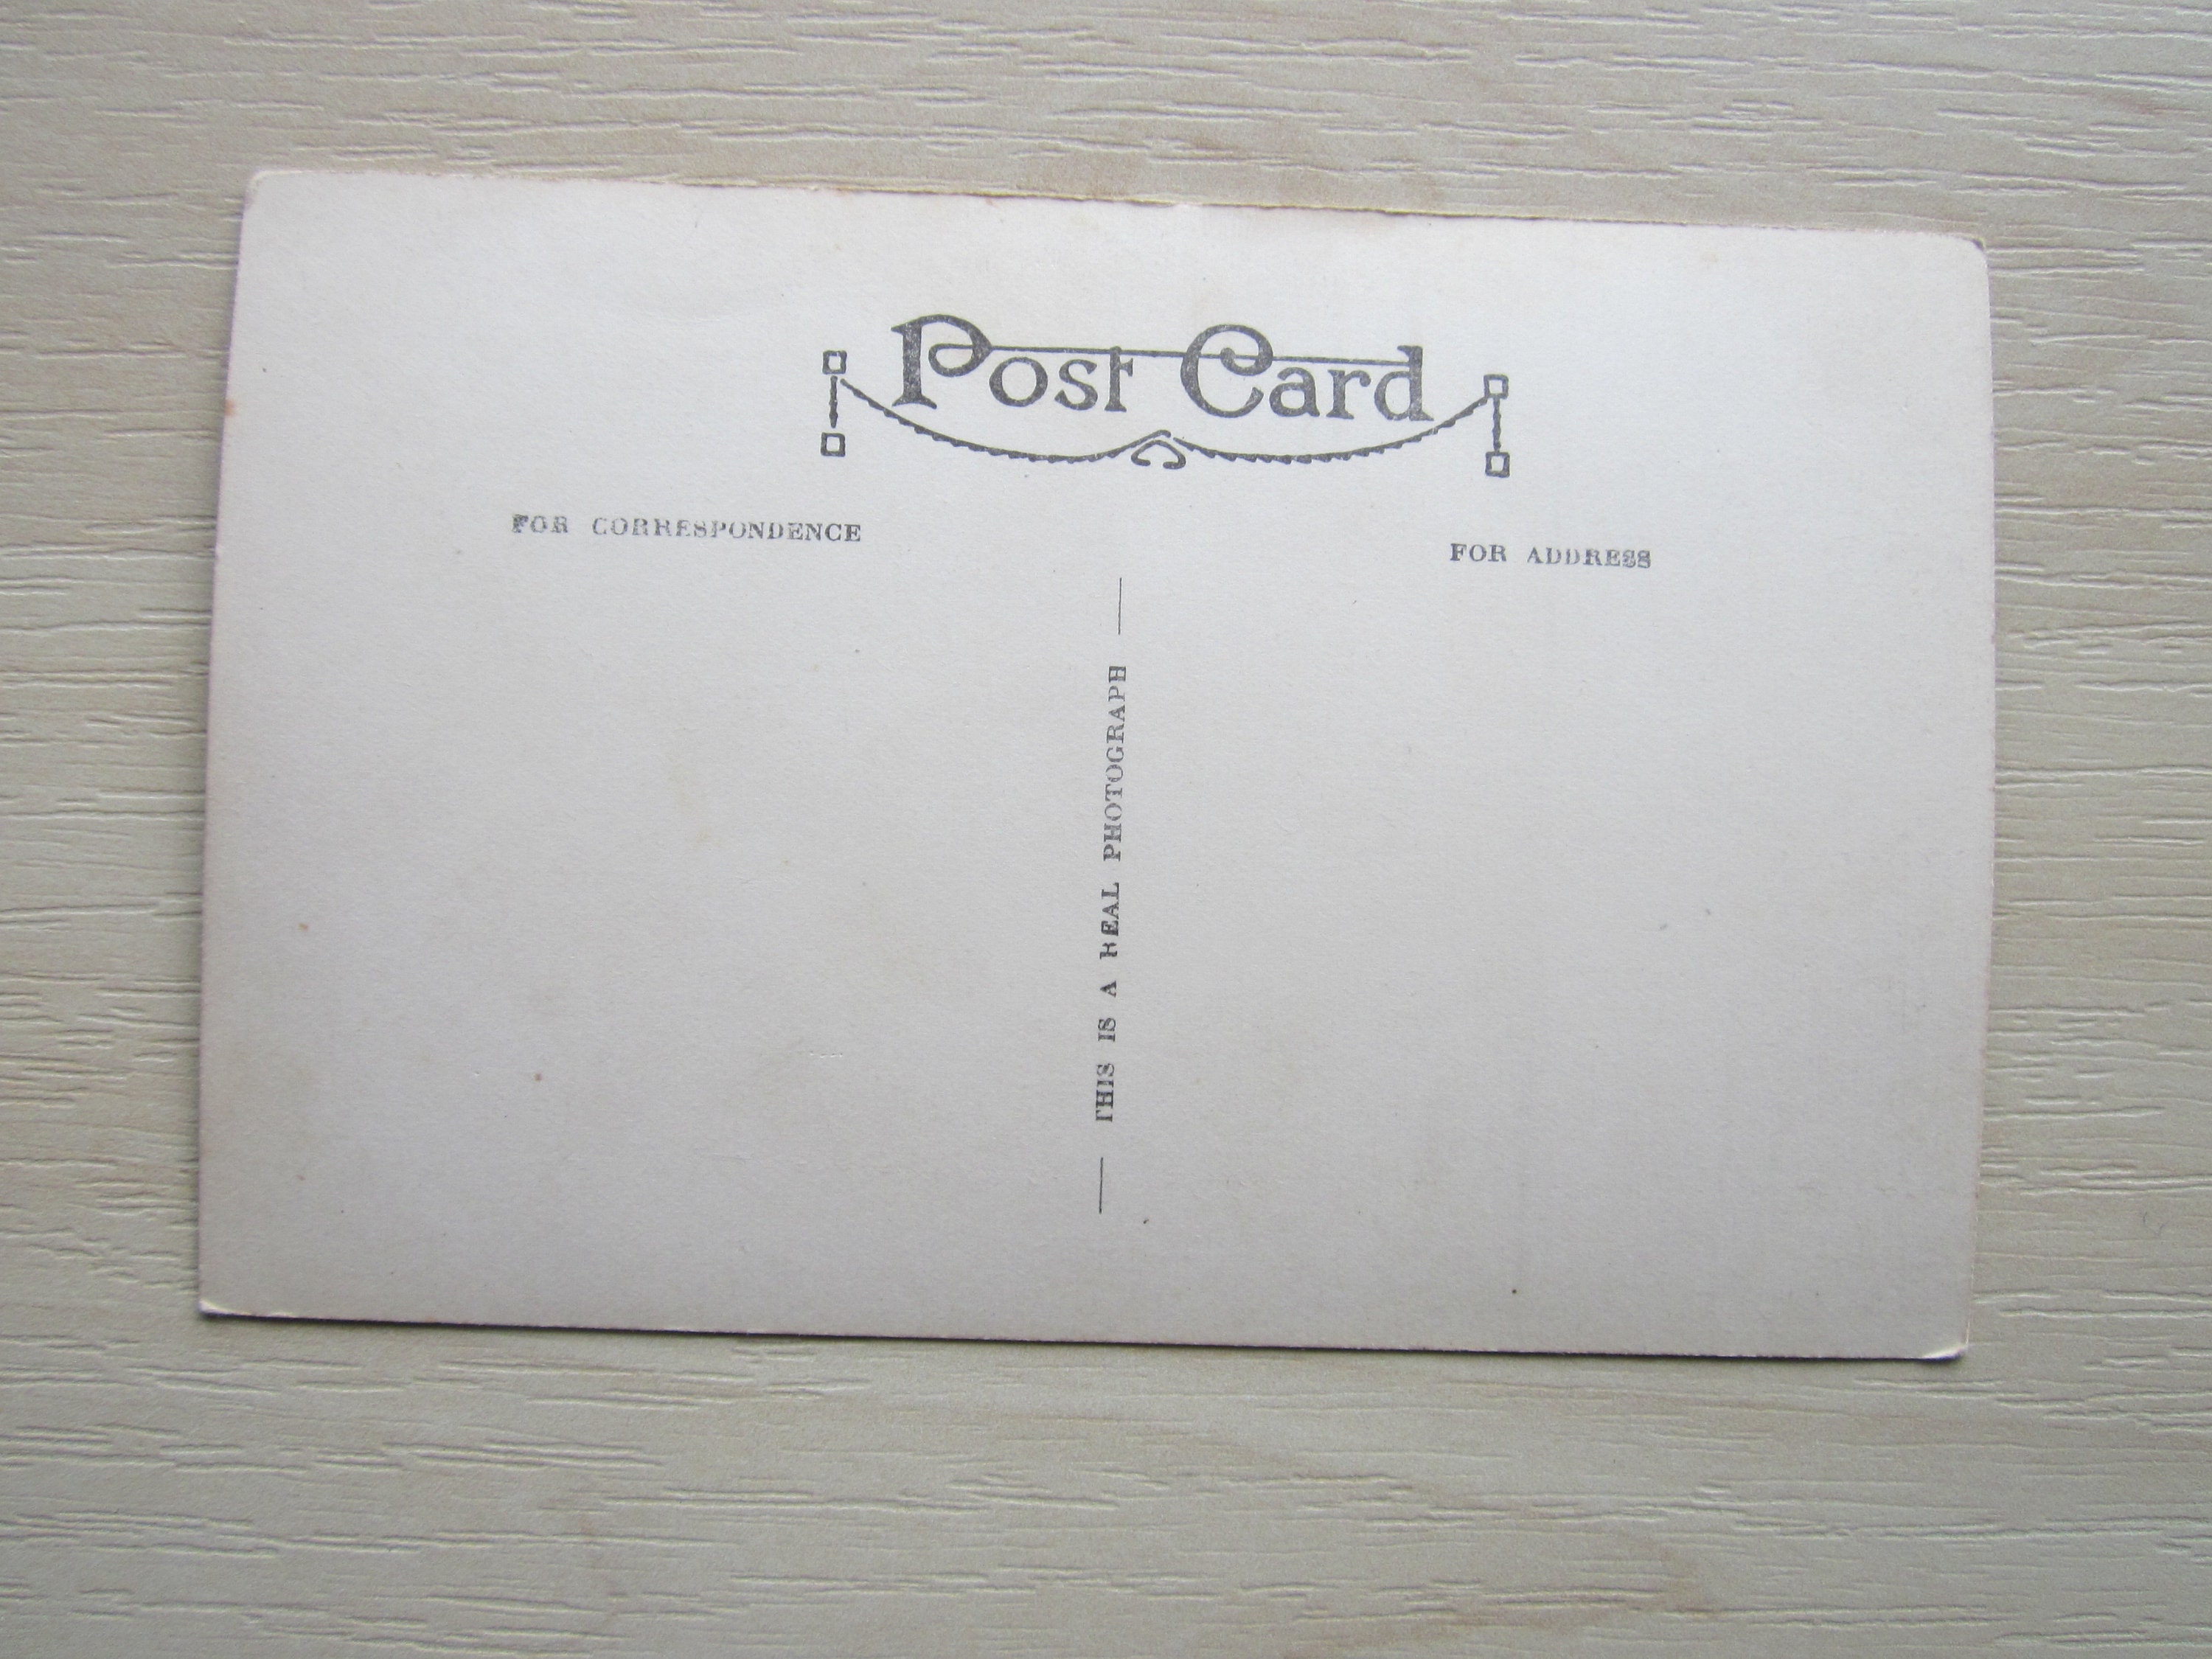 Post Card
FOR CORRESPONDENCE
FOR ADDRESS
THIS IS A REAL PHOTOGRAPH